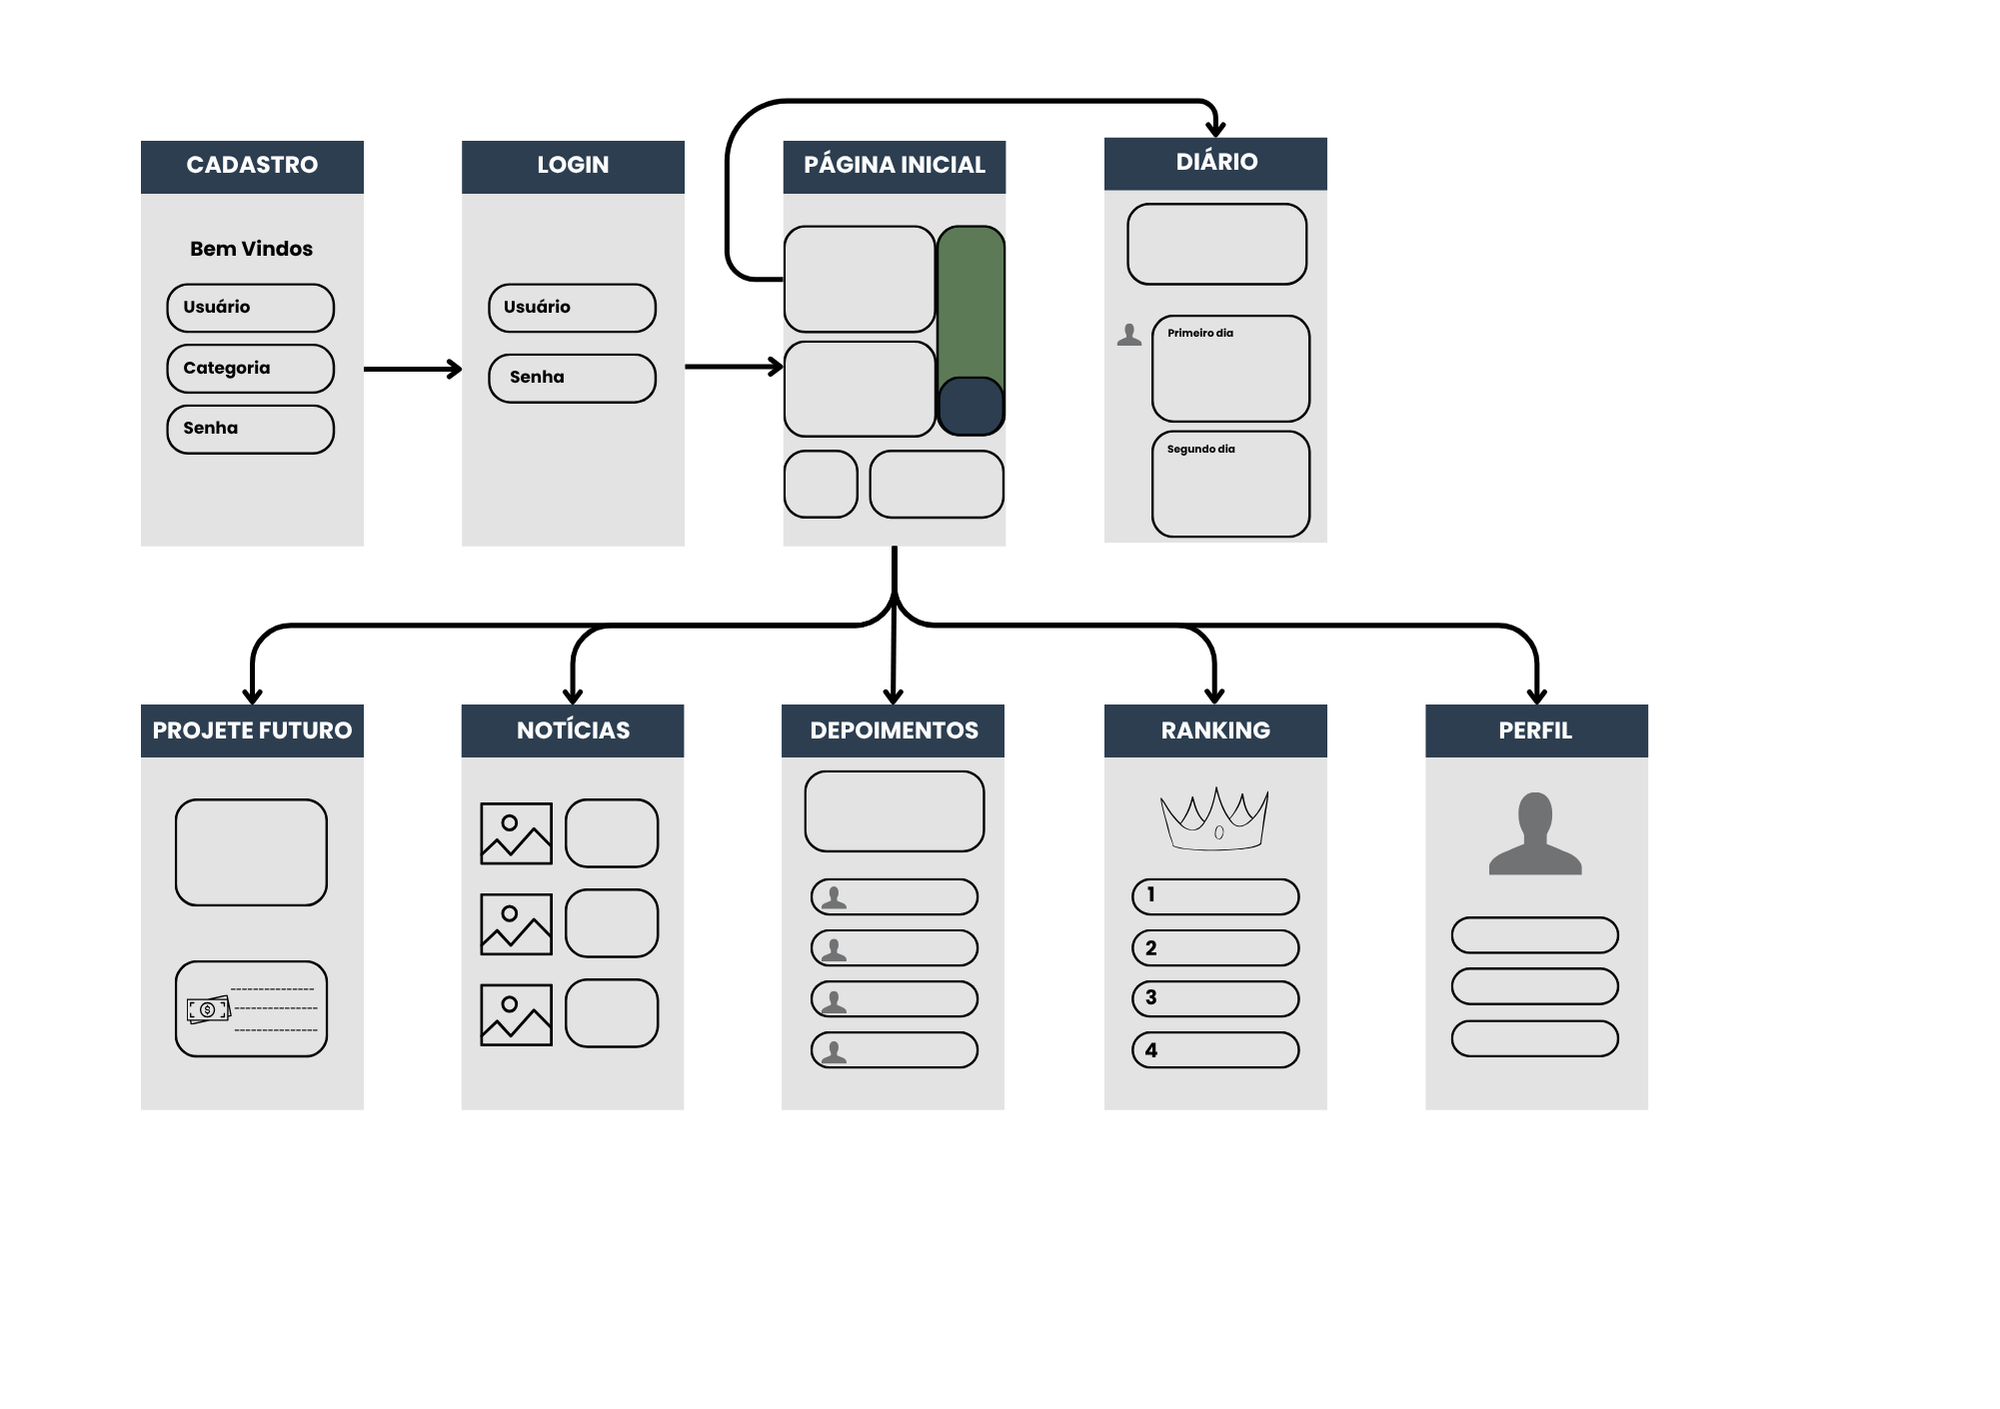 CADASTRO
Bem Vindos
Usuário
Categoria
Senha
LOGIN
Usuário
Senha
PÁGINA INICIAL
DIÁRIO
Primeiro dia
Segundo dia
PROJETE FUTURO
$
NOTÍCIAS
DEPOIMENTOS
RANKING
1
2
3
4
PERFIL